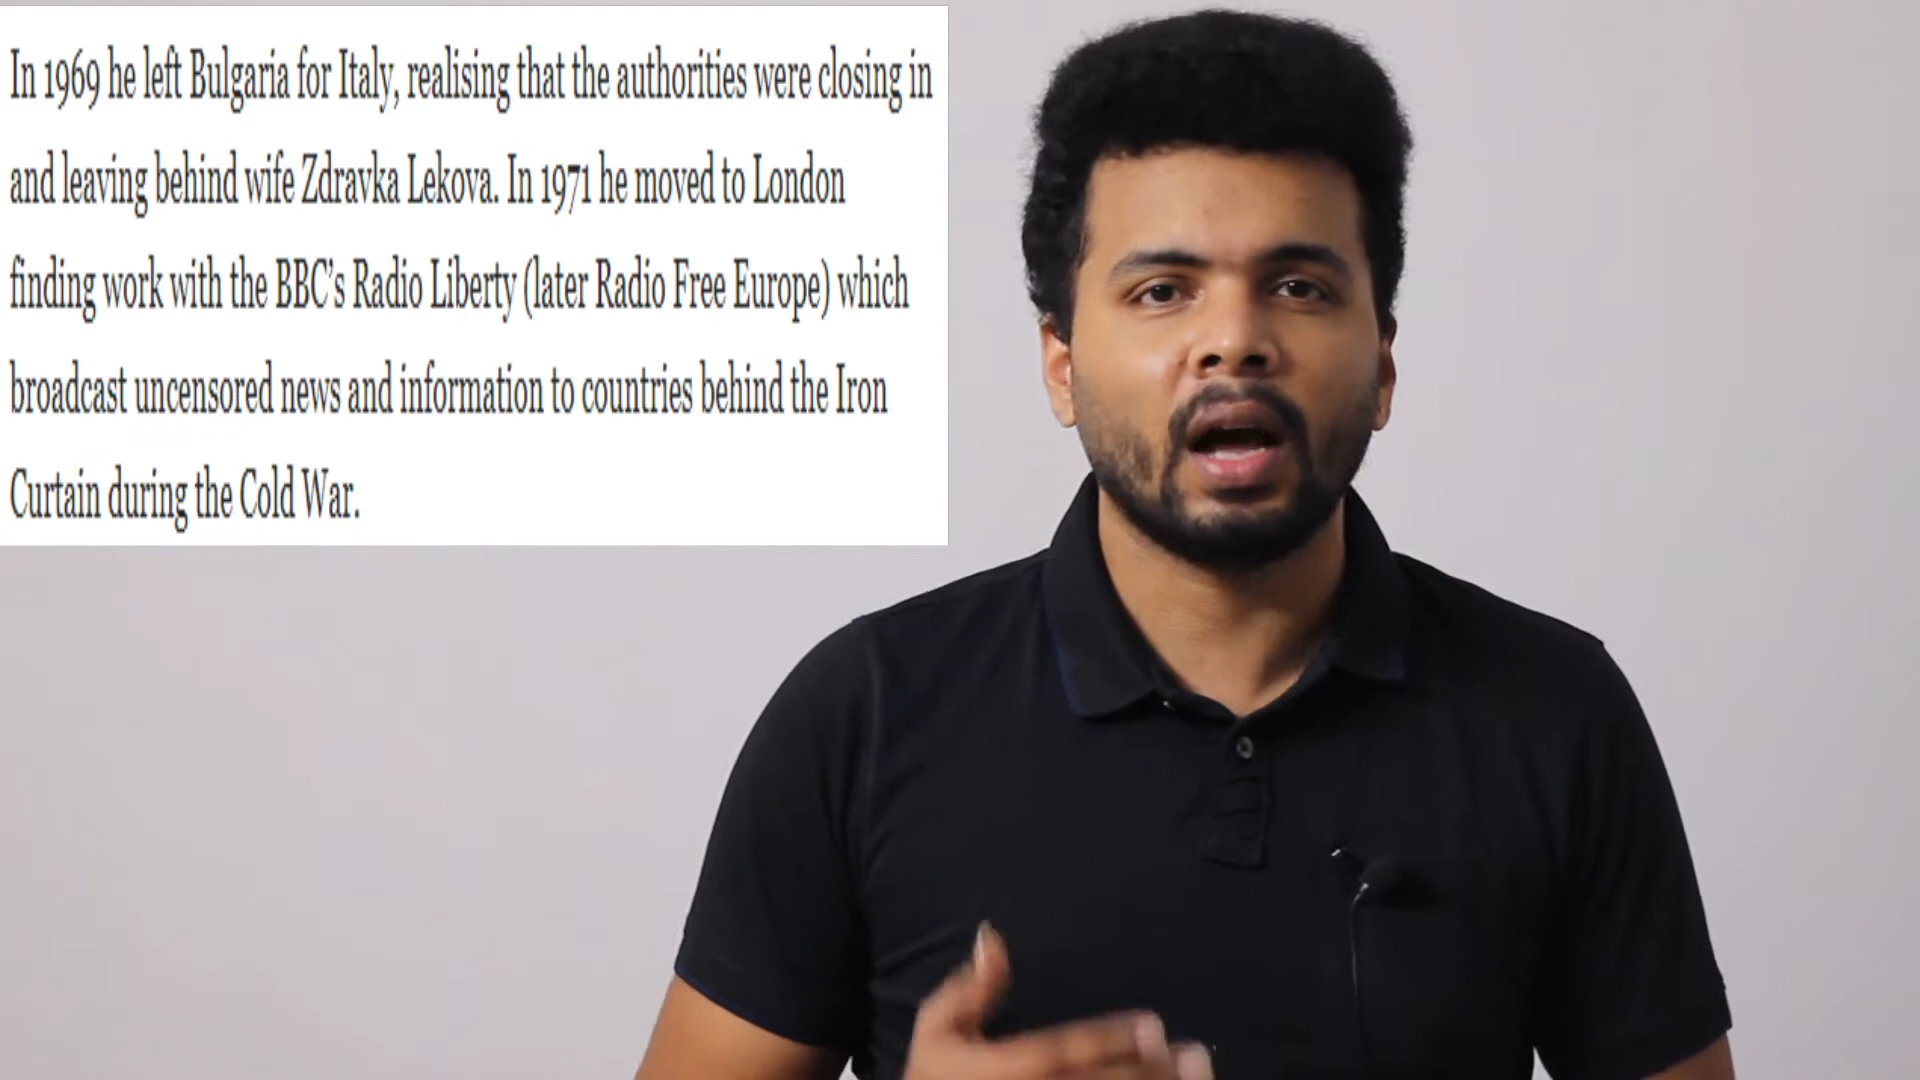 In 1969 he left Bulgaria for Italy, realising that the authorities were closing in
and leaving behind wife Zdravka Lekova. In 1971 he moved to London
finding work with the BBC’s Radio Liberty (later Radio Free Europe) which
broadcast uncensored news and information to countries behind the Iron
Curtain during the Cold War.